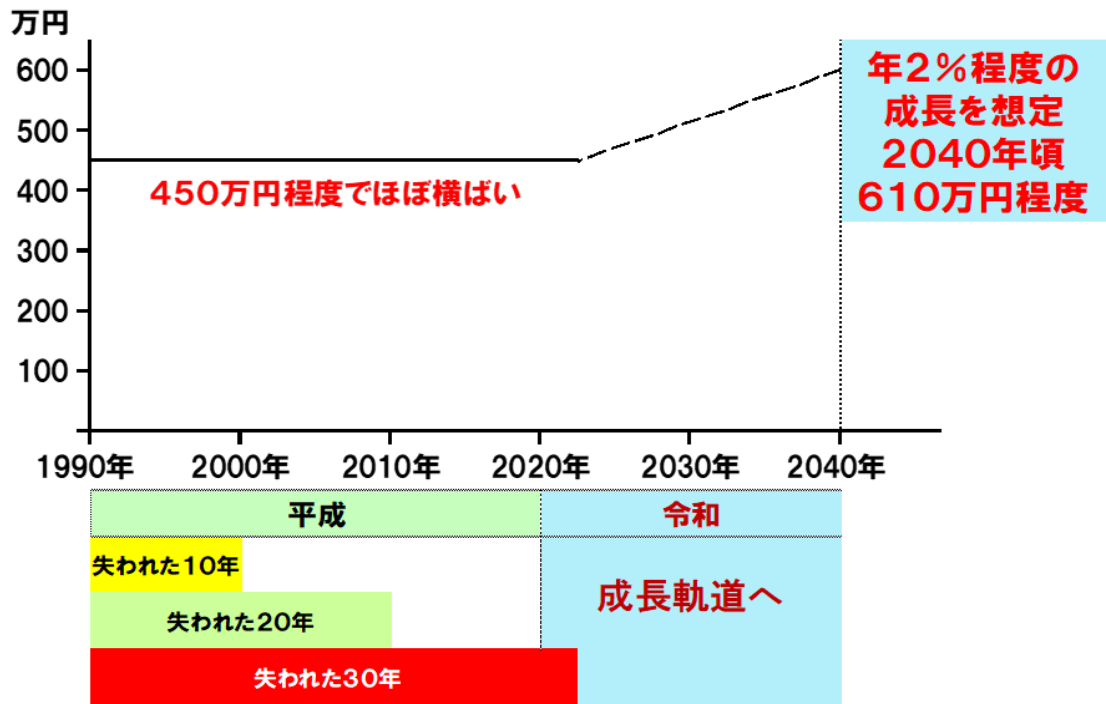 万円
600
500
400
300
200
100
450万円程度でほぼ横ばい
年2%程度の
成長を想定
2040年頃
610万円程度
1990年 2000年 2010年 2020年 2030年 2040年
平成 令和
失われた10年
失われた20年
失われた30年
成長軌道へ